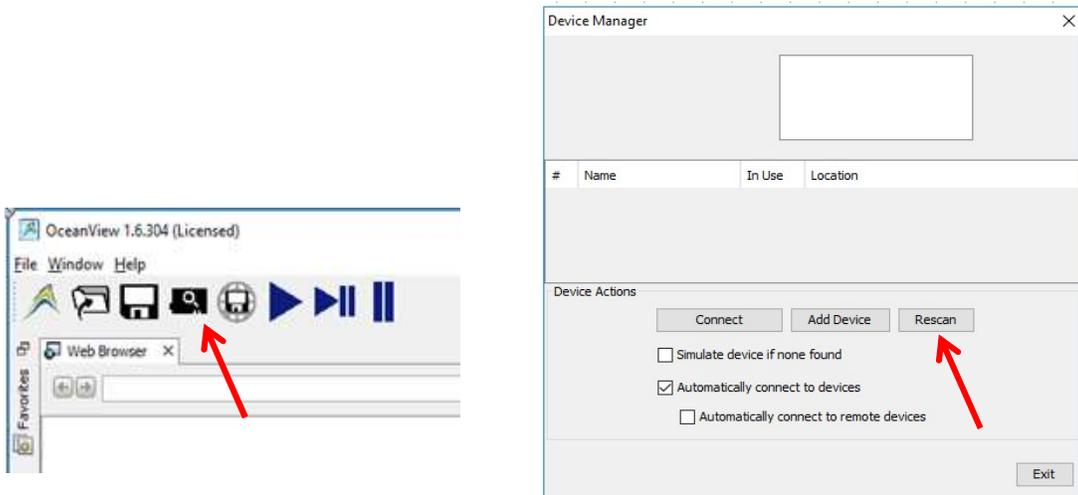 OceanView 1.6.304 (Licensed)
File Window Help
Web Browser
Favorites
Device Manager
# Name In Use Location
Device Actions
Connect Add Device Rescan
Simulate device if none found
Automatically connect to devices
Automatically connect to remote devices
Exit